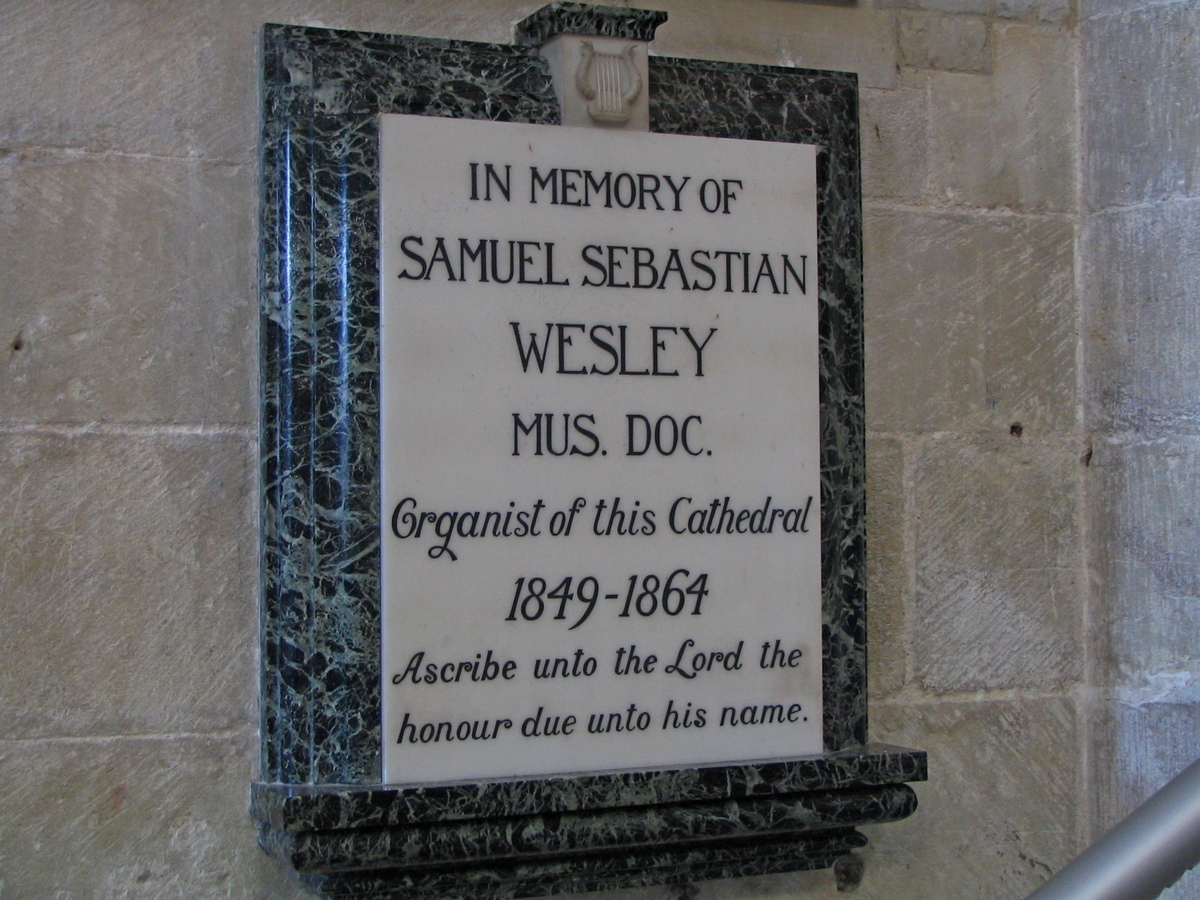 IN MEMORY OF
SAMUEL SEBASTIAN
WESLEY
MUS. DOC.
Organist of this Cathedral
1849-1864
Ascribe unto the Lord the
honour due unto his name.